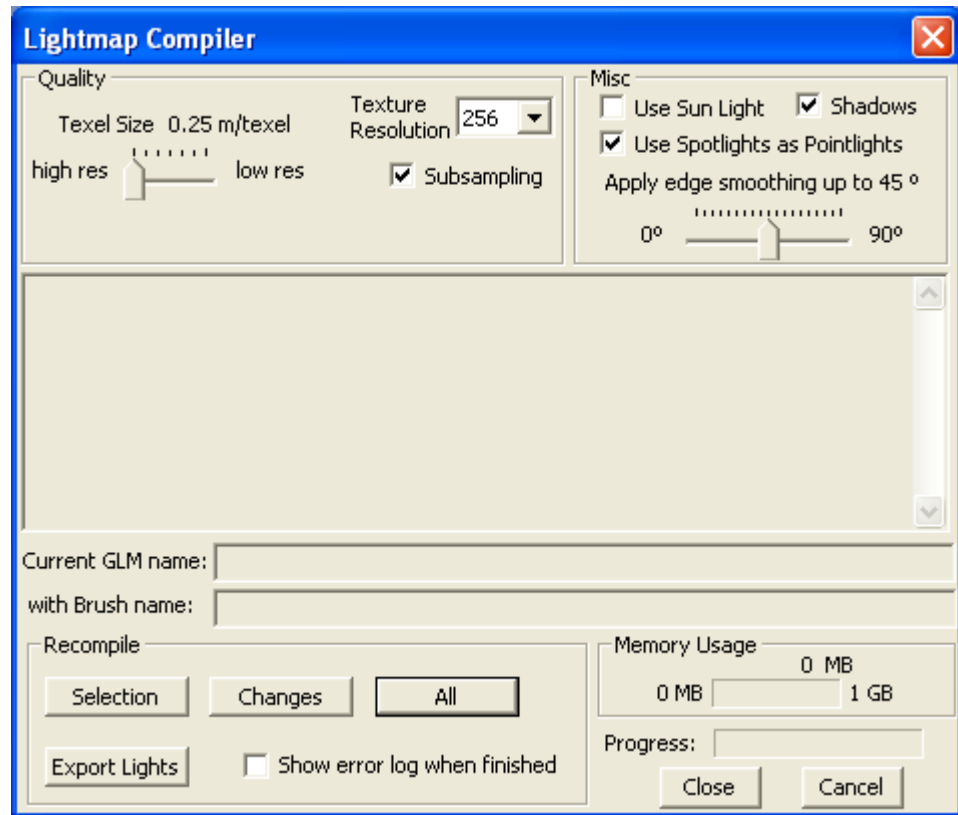 Lightmap Compiler
Quality
Texel Size 0.25 m/texel
high res
low res
Texture
Resolution
256
Subsampling
Misc
Use Sun Light
Shadows
Use Spotlights as Pointlights
Apply edge smoothing up to 45 º
0º
90º
Current GLM name:
with Brush name:
Recompile
Selection
Changes
All
Export Lights
Show error log when finished
Memory Usage
0 MB
0 MB
1 GB
Progress:
Close
Cancel